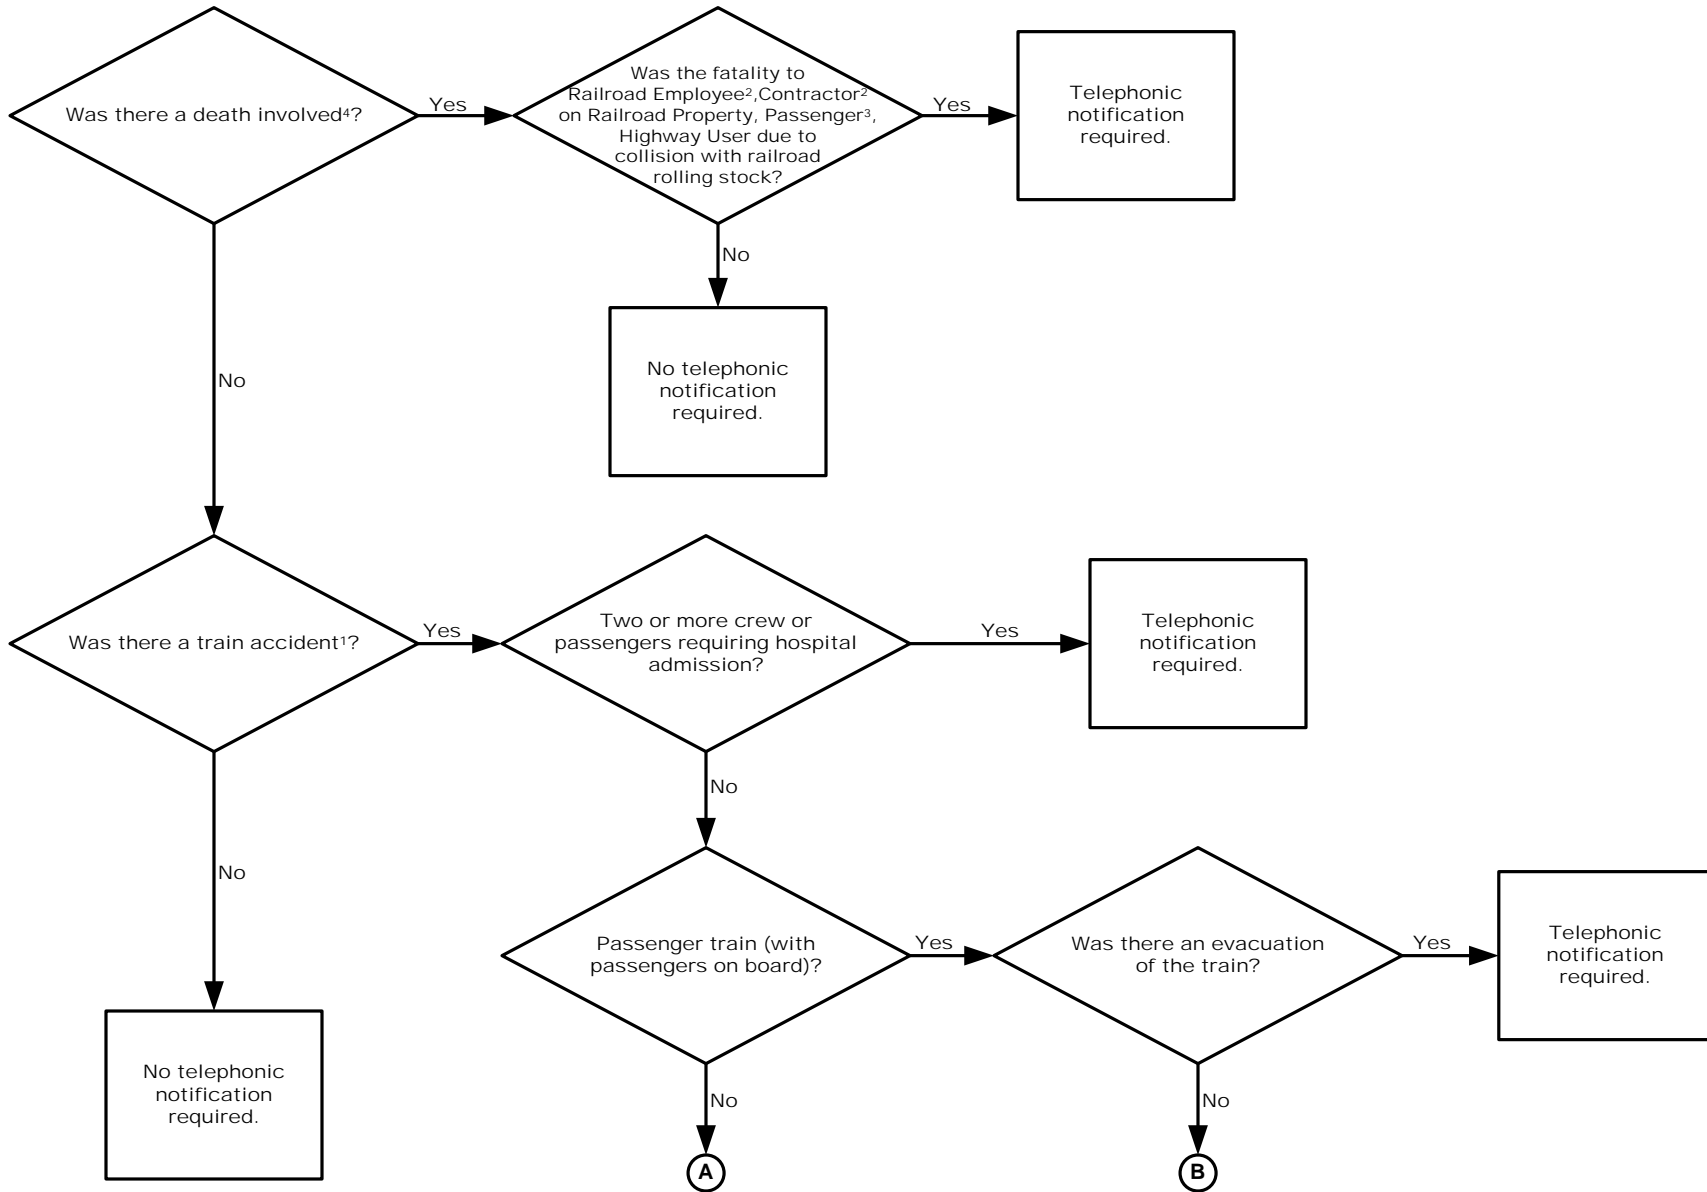 Was there a death involved⁴?
Yes
Was the fatality to
Railroad Employee²,Contractor²
on Railroad Property, Passenger³,
Highway User due to
collision with railroad
rolling stock?
Yes
Telephonic
notification
required.
No
No telephonic
notification
required.
No
Was there a train accident¹?
Yes
Two or more crew or
passengers requiring hospital
admission?
Yes
Telephonic
notification
required.
No
No
Passenger train (with
passengers on board)?
Yes
Was there an evacuation
of the train?
Yes
Telephonic
notification
required.
No telephonic
notification
required.
No
No
A
B